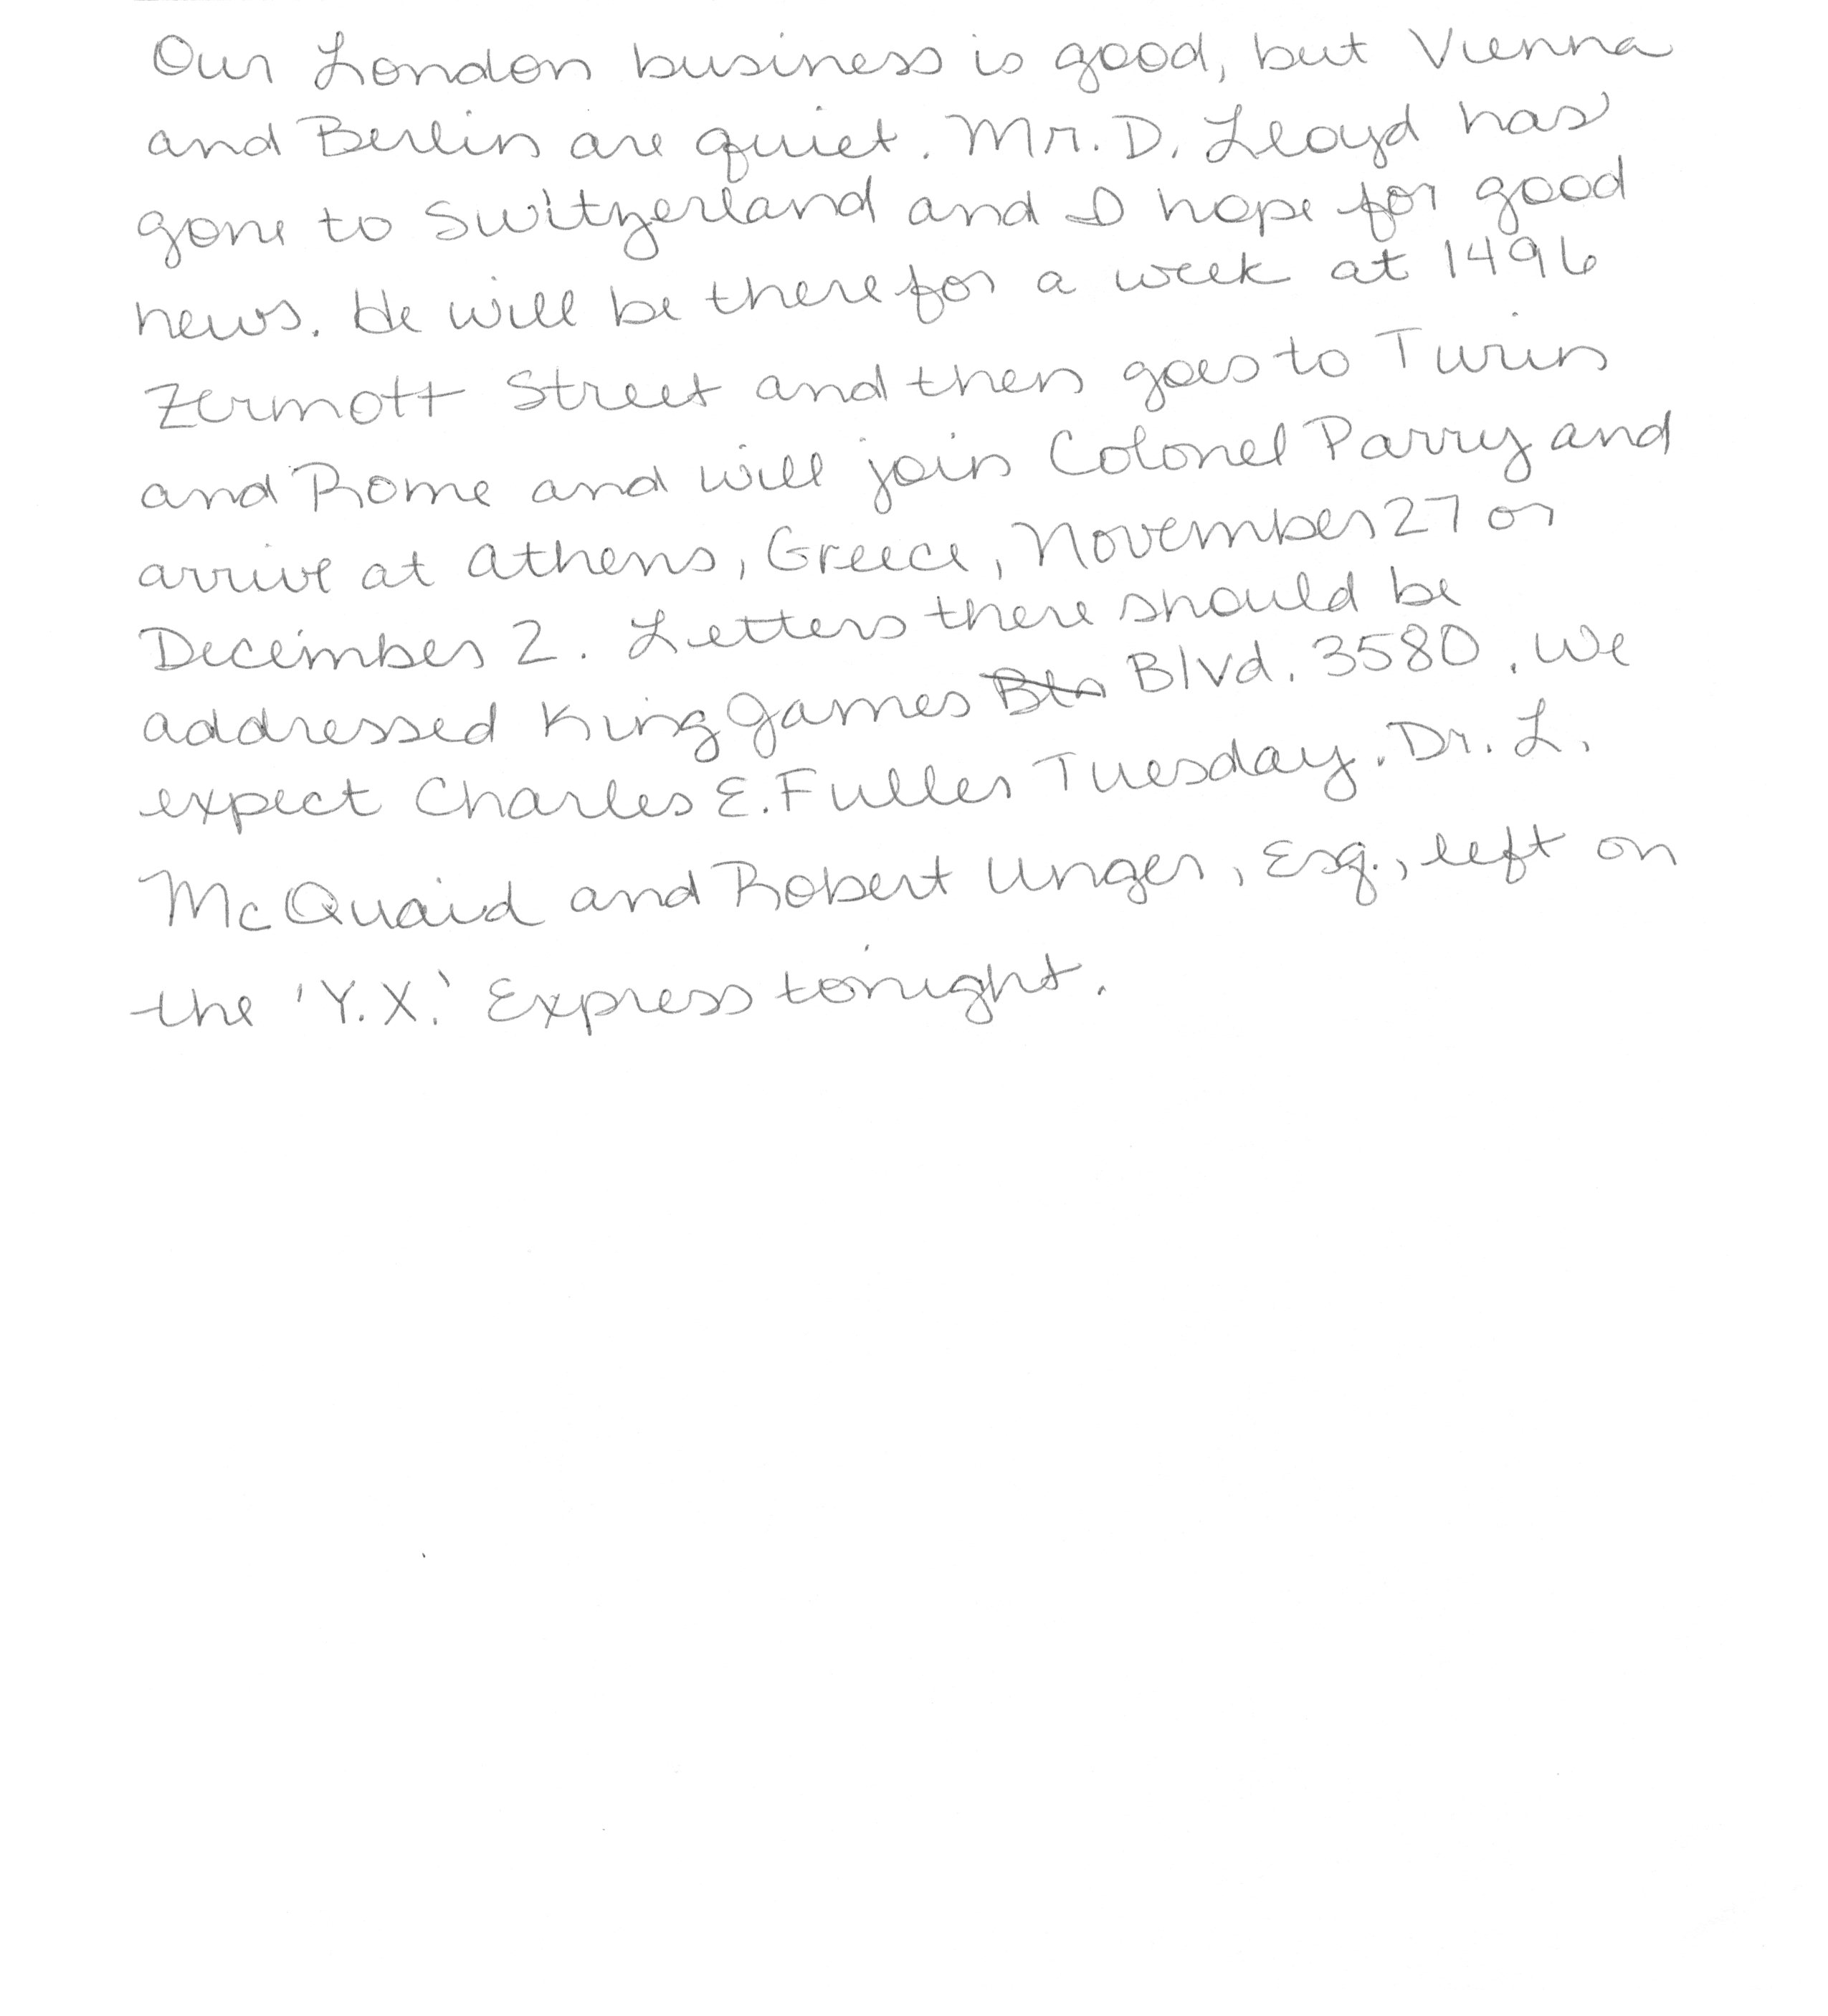 Our London business is good, but Vienna
and Berlin are quiet. Mr. D. Lloyd has
gone to Switzerland and I hope for good
news. He will be there for a week at 1496
Zermott Street and then goes to Turin
and Rome and will join Colonel Parry and
arrive at Athens, Greece, November 27 or
December 2. Letters there should be
addressed King James Blvd. 3580. We
expect Charles E. Fuller Tuesday. Dr. L.
McQuaid and Robert Unger, Esq., left on
the 'Y.X.' Express tonight.